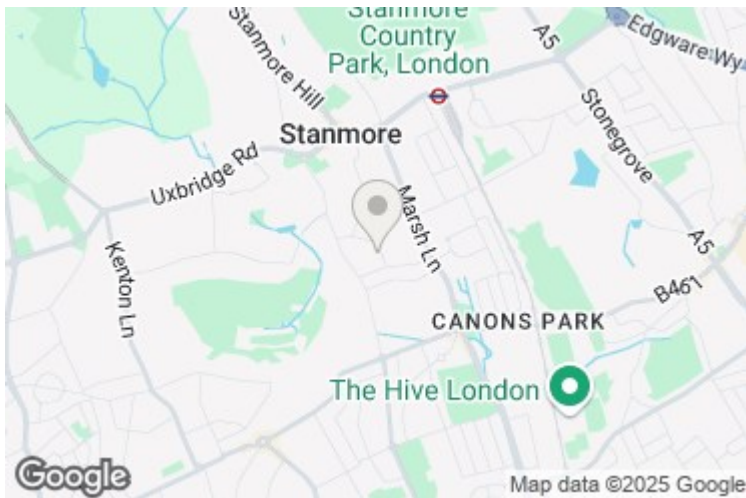 Stanmore
Country
Park, London
A5
Edgware Wy
Stanmore Hill
Stonegrove
Stanmore
Uxbridge Rd
Marsh Ln
Kenton Ln
A5
B461
CANONS PARK
The Hive London
Google
Map data ©2025 Google